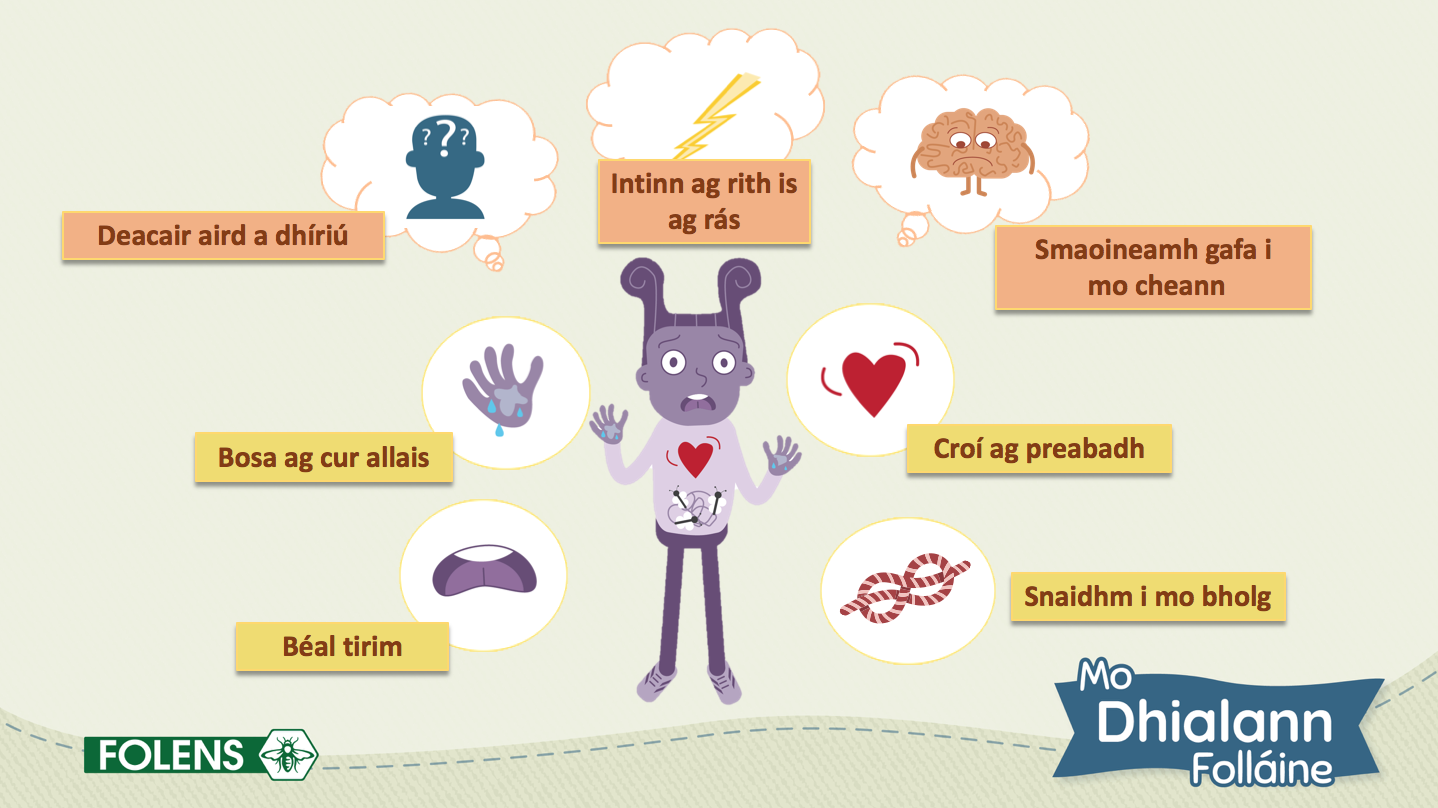 ? ? ?
Intinn ag rith is
ag rás
Deacair aird a dhíriú
Smaoineamh gafa i
mo cheann
Bosa ag cur allais
Croí ag preabadh
Béal tirim
Snaidhm i mo bholg
FOLENS
Mo
Dhialann
Folláine